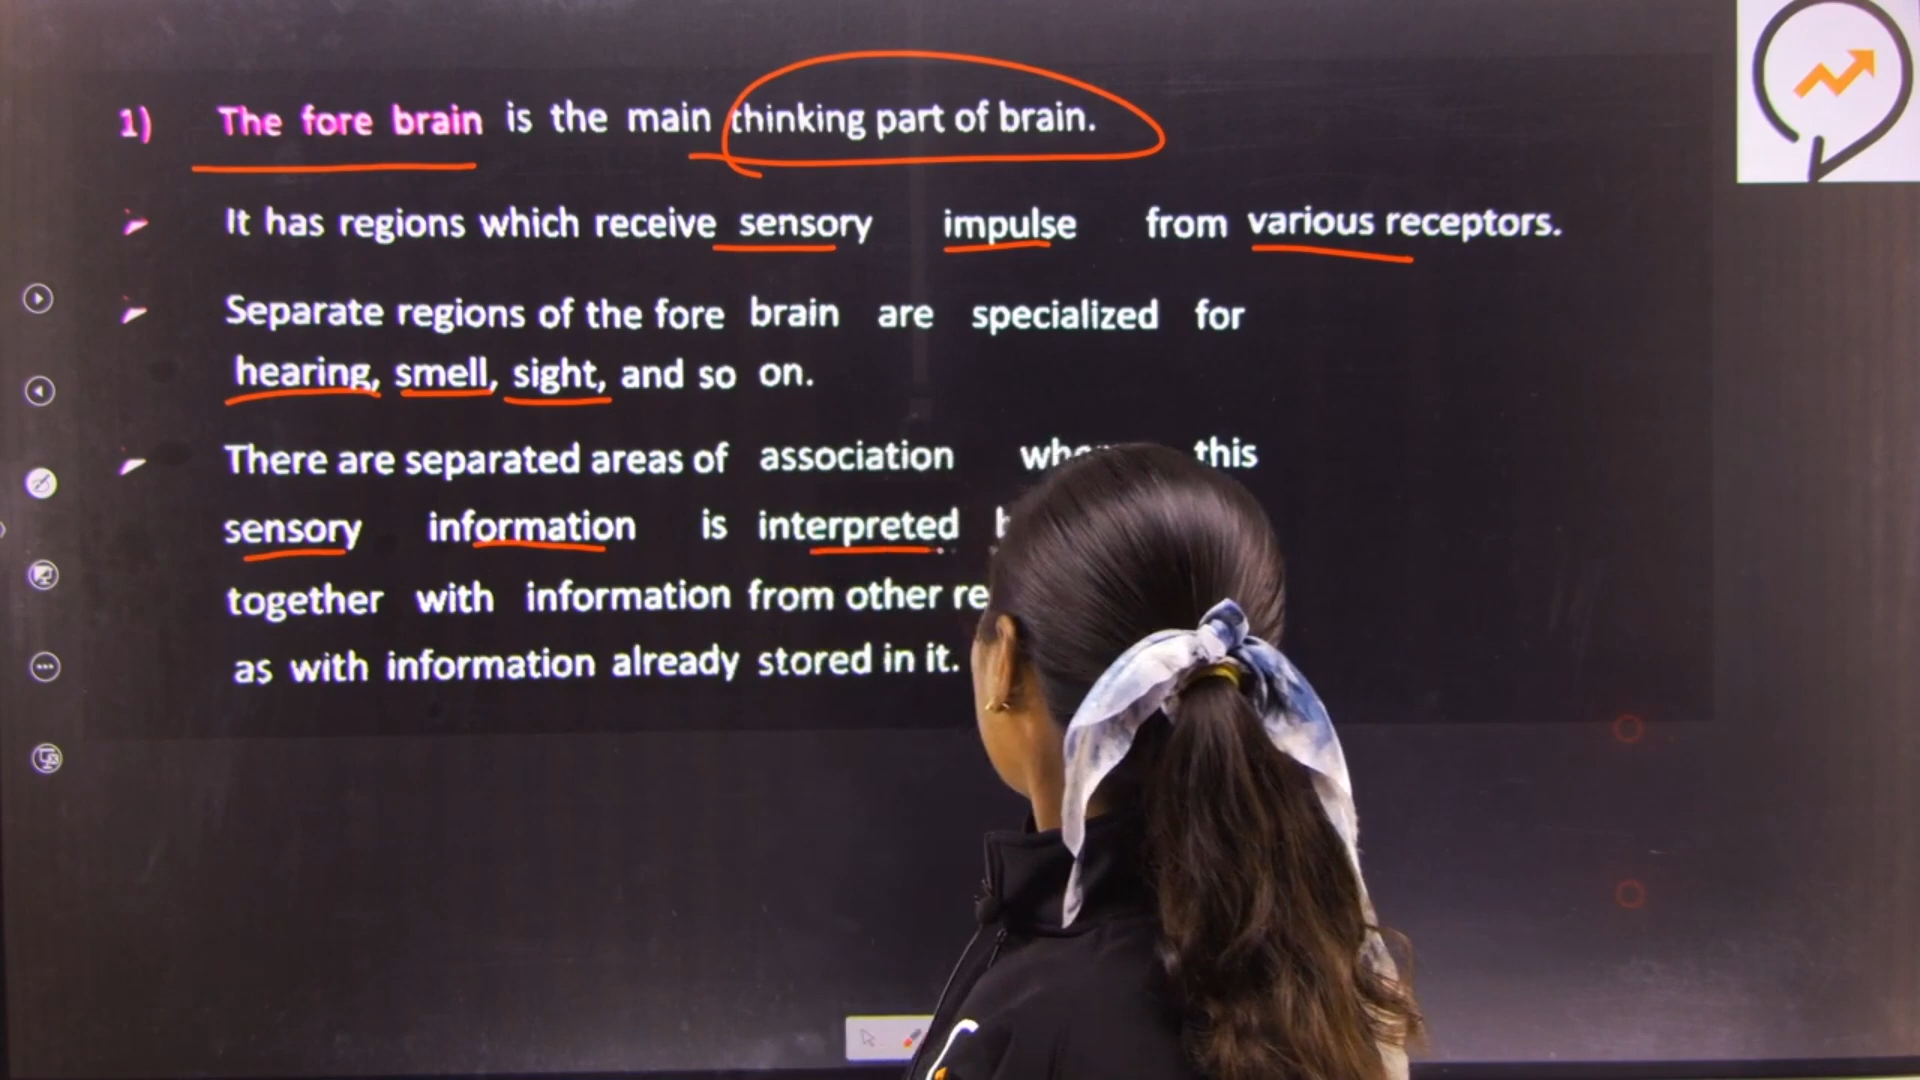 1) The fore brain is the main thinking part of brain.
It has regions which receive sensory impulse from various receptors.
Separate regions of the fore brain are specialized for
hearing, smell, sight, and so on.
There are separated areas of association this
sensory information is interpreted
together with information from other
as with information already stored in it.